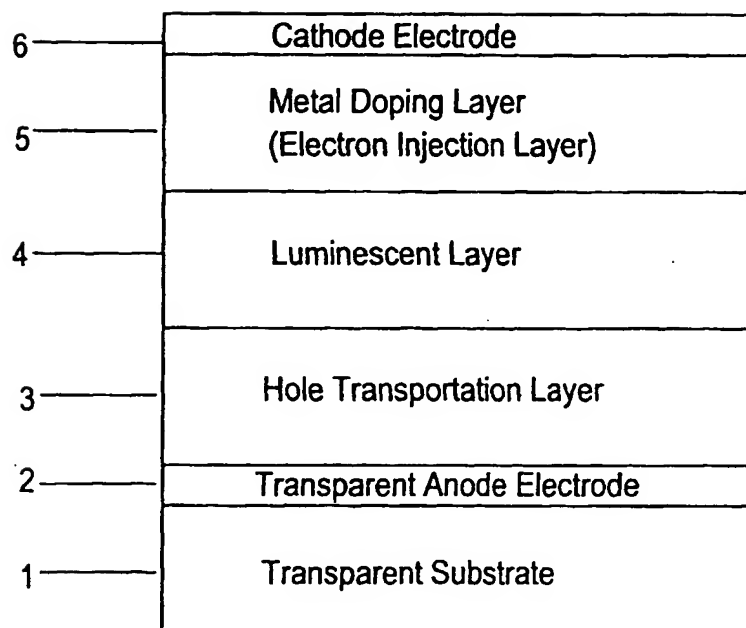 6 Cathode Electrode
5 Metal Doping Layer
(Electron Injection Layer)
4 Luminescent Layer
3 Hole Transportation Layer
2 Transparent Anode Electrode
1 Transparent Substrate